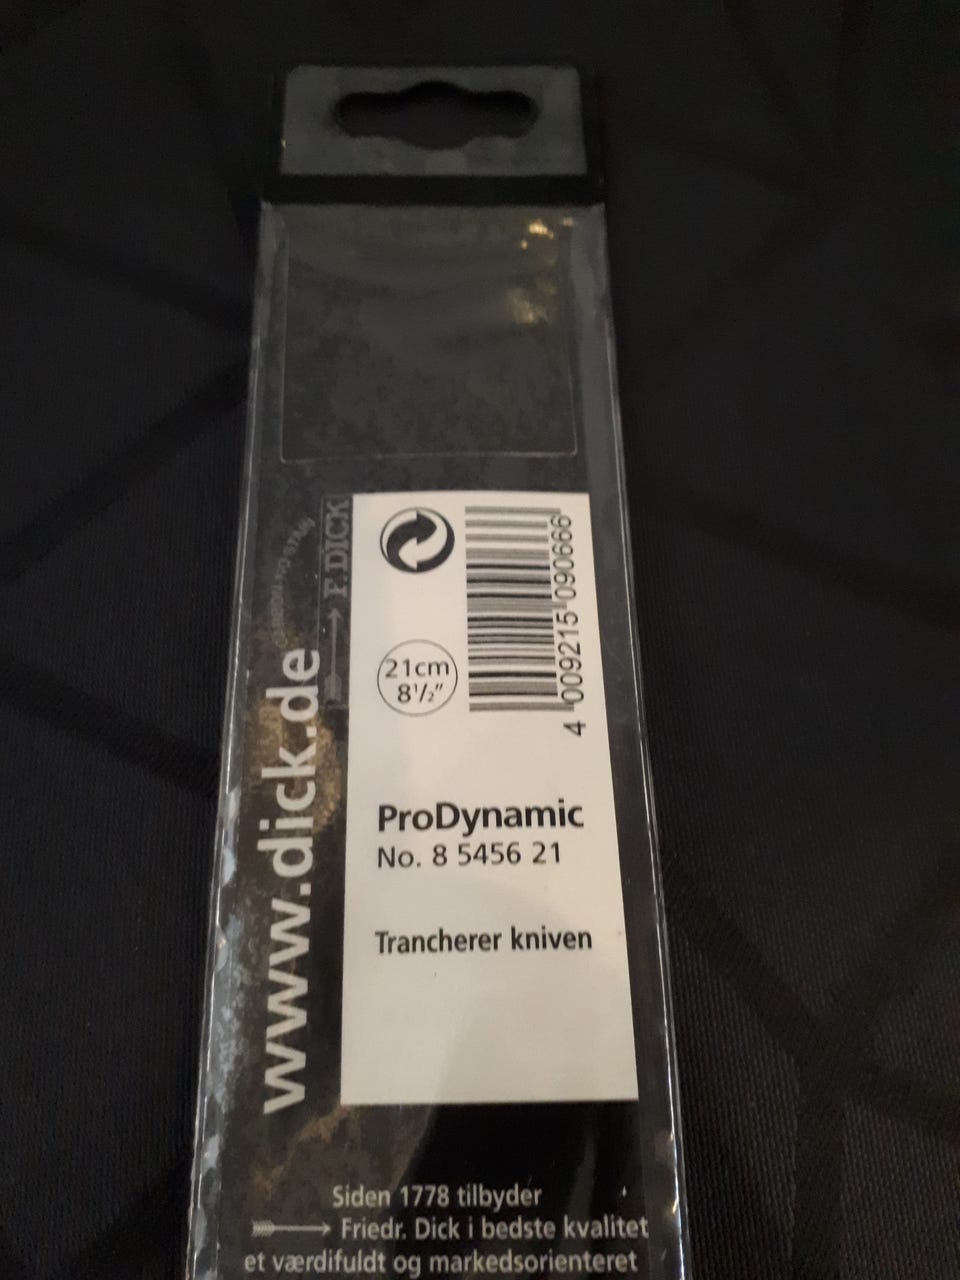 F.DICK
www.dick.de
21cm
8½"
4 009215 090666
ProDynamic
No. 8 5456 21
Trancherer kniven
Siden 1778 tilbyder
Friedr. Dick i bedste kvalitet
et værdifuldt og markedsorienteret